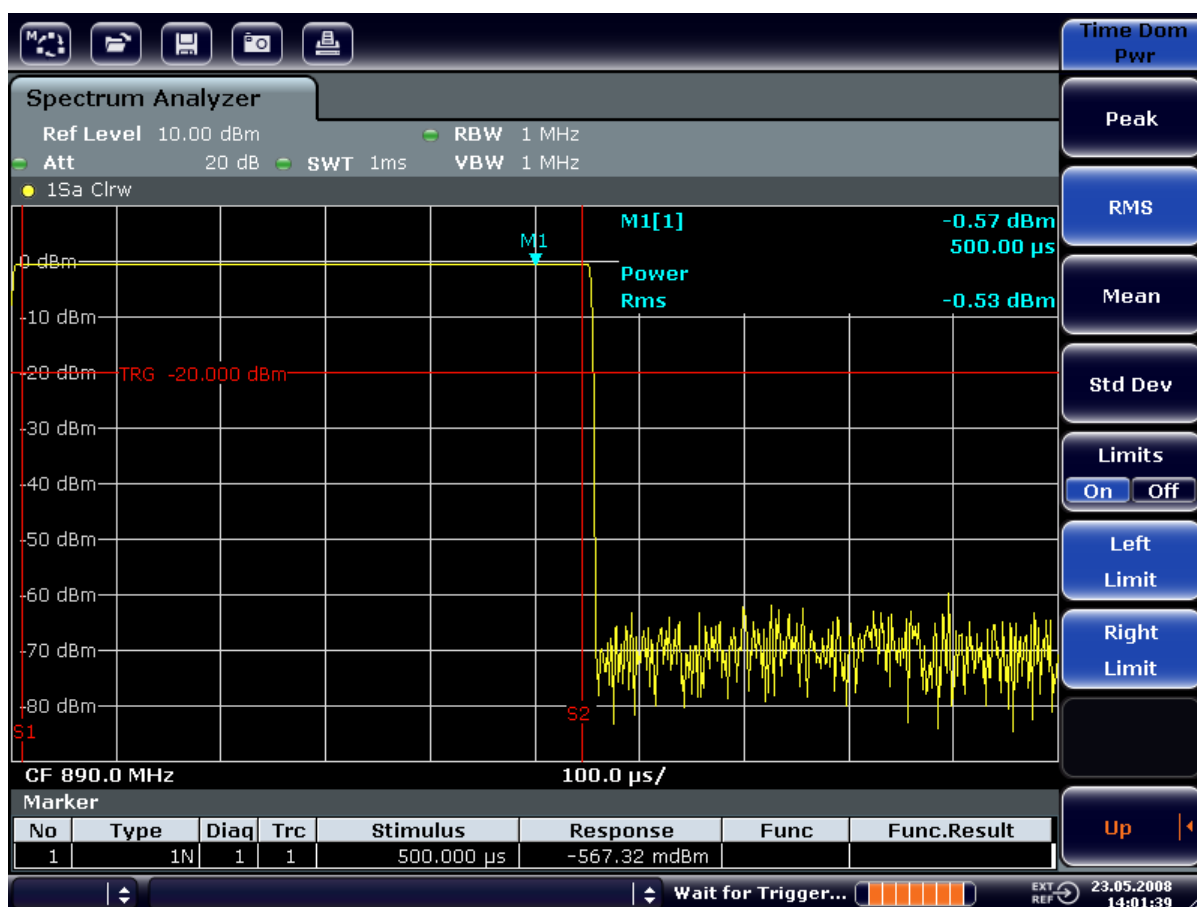 Time Dom
Pwr
Spectrum Analyzer
Ref Level 10.00 dBm RBW 1 MHz
Att 20 dB SWT 1ms VBW 1 MHz
1Sa Clrw
Peak
RMS
Mean
Std Dev
Limits
On Off
Left
Limit
Right
Limit
Up
M1[1] -0.57 dBm
500.00 µs
Power
Rms -0.53 dBm
M1
0 dBm
-10 dBm
-20 dBm TRG -20.000 dBm
-30 dBm
-40 dBm
-50 dBm
-60 dBm
-70 dBm
-80 dBm
S1
S2
CF 890.0 MHz 100.0 µs/
Marker
No Type Diaq Trc Stimulus Response Func Func.Result
1 1N 1 1 500.000 µs -567.32 mdBm
Wait for Trigger... EXT REF 23.05.2008
14:01:39